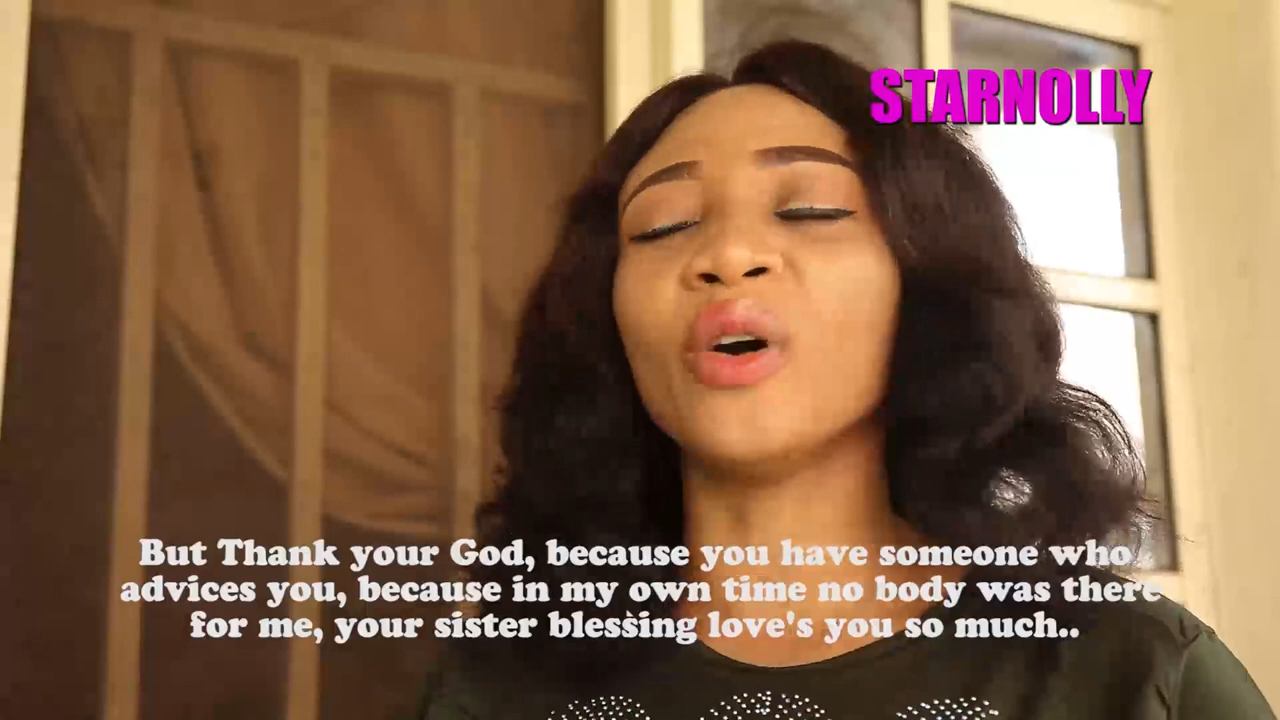 STARNOLLY
But Thank your God, because you have someone who
advices you, because in my own time no body was there
for me, your sister blessing love's you so much..